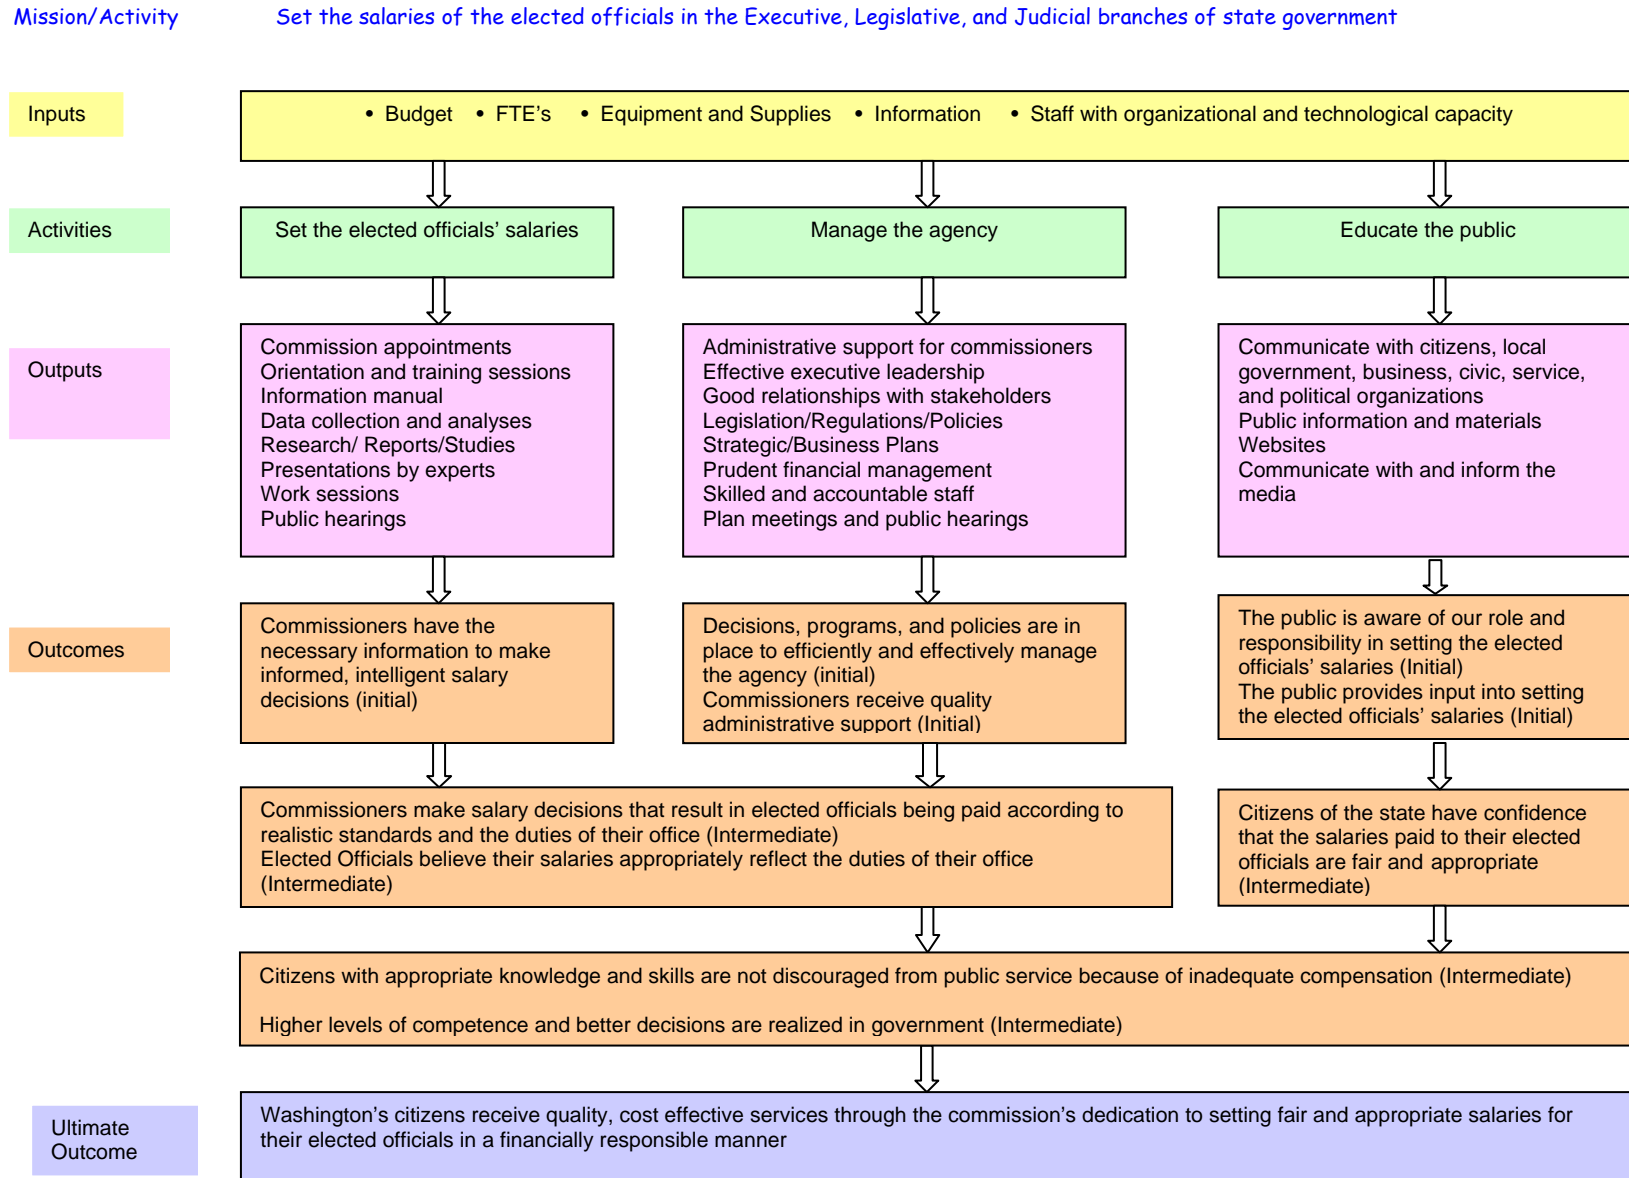 Mission/Activity Set the salaries of the elected officials in the Executive, Legislative, and Judicial branches of state government
Inputs
• Budget • FTE's • Equipment and Supplies • Information • Staff with organizational and technological capacity
Activities
Set the elected officials' salaries
Manage the agency
Educate the public
Outputs
Commission appointments
Orientation and training sessions
Information manual
Data collection and analyses
Research/ Reports/Studies
Presentations by experts
Work sessions
Public hearings
Administrative support for commissioners
Effective executive leadership
Good relationships with stakeholders
Legislation/Regulations/Policies
Strategic/Business Plans
Prudent financial management
Skilled and accountable staff
Plan meetings and public hearings
Communicate with citizens, local
government, business, civic, service,
and political organizations
Public information and materials
Websites
Communicate with and inform the
media
Outcomes
Commissioners have the
necessary information to make
informed, intelligent salary
decisions (initial)
Decisions, programs, and policies are in
place to efficiently and effectively manage
the agency (initial)
Commissioners receive quality
administrative support (Initial)
The public is aware of our role and
responsibility in setting the elected
officials' salaries (Initial)
The public provides input into setting
the elected officials' salaries (Initial)
Commissioners make salary decisions that result in elected officials being paid according to
realistic standards and the duties of their office (Intermediate)
Elected Officials believe their salaries appropriately reflect the duties of their office
(Intermediate)
Citizens of the state have confidence
that the salaries paid to their elected
officials are fair and appropriate
(Intermediate)
Citizens with appropriate knowledge and skills are not discouraged from public service because of inadequate compensation (Intermediate)
Higher levels of competence and better decisions are realized in government (Intermediate)
Ultimate
Outcome
Washington's citizens receive quality, cost effective services through the commission's dedication to setting fair and appropriate salaries for
their elected officials in a financially responsible manner